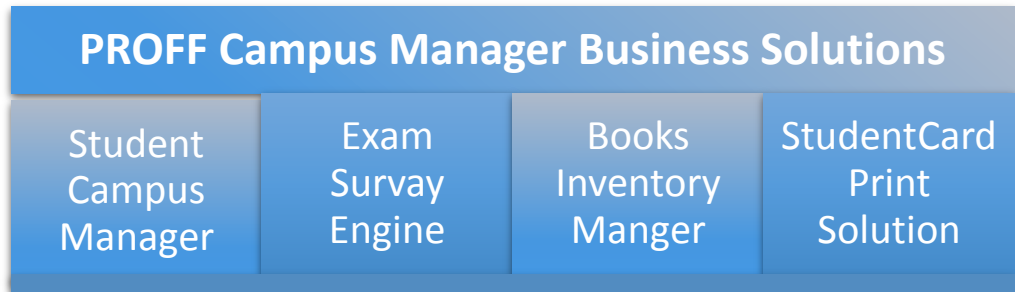 PROFF Campus Manager Business Solutions
Student
Campus
Manager
Exam
Survay
Engine
Books
Inventory
Manger
StudentCard
Print
Solution